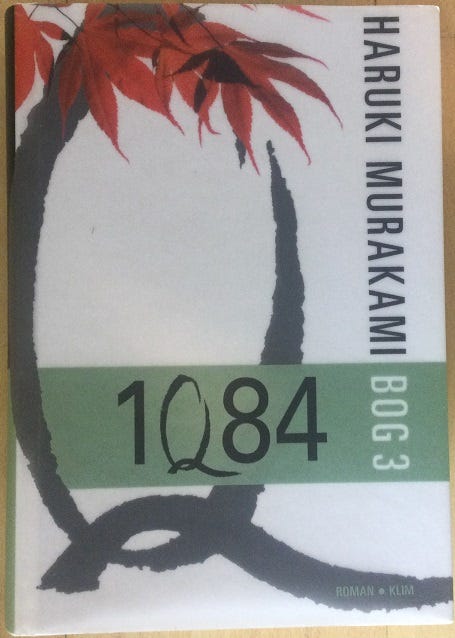 HARUKI MURAKAMI BOG 3
1Q84
ROMAN • KLIM